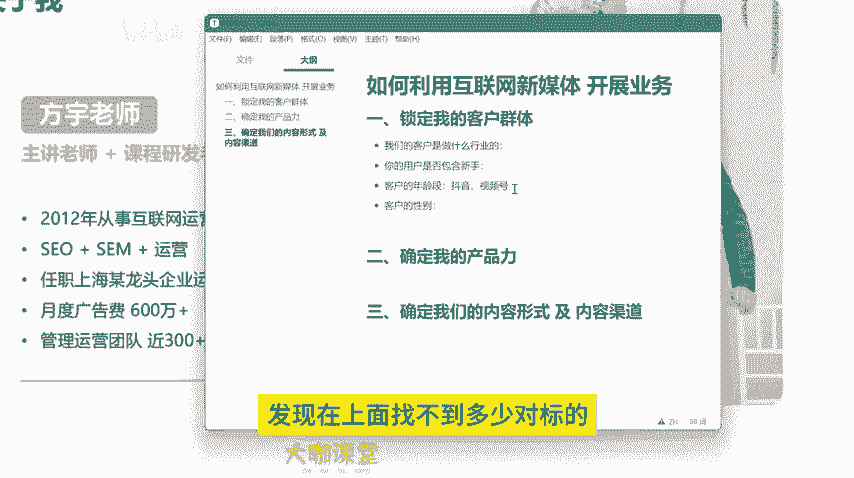 关于我
方宇老师
主讲老师 + 课程研发
• 2012年从事互联网运营
• SEO + SEM + 运营
• 任职上海某龙头企业运
• 月度广告费 600万+
• 管理运营团队 近300+
T
文件(F) 编辑(E) 段落(P) 格式(O) 视图(V) 主题(T) 帮助(H)
文件 大纲
如何利用互联网新媒体 开展业务
一、锁定我的客户群体
二、确定我的产品力
三、确定我们的内容形式 及
内容渠道
如何利用互联网新媒体 开展业务
一、锁定我的客户群体
• 我们的客户是做什么行业的：
• 你的用户是否包含新手：
• 客户的年龄段：抖音、视频号
• 客户的性别：
二、确定我的产品力
三、确定我们的内容形式 及 内容渠道
88 词
发现在上面找不到多少对标的
大咖课堂